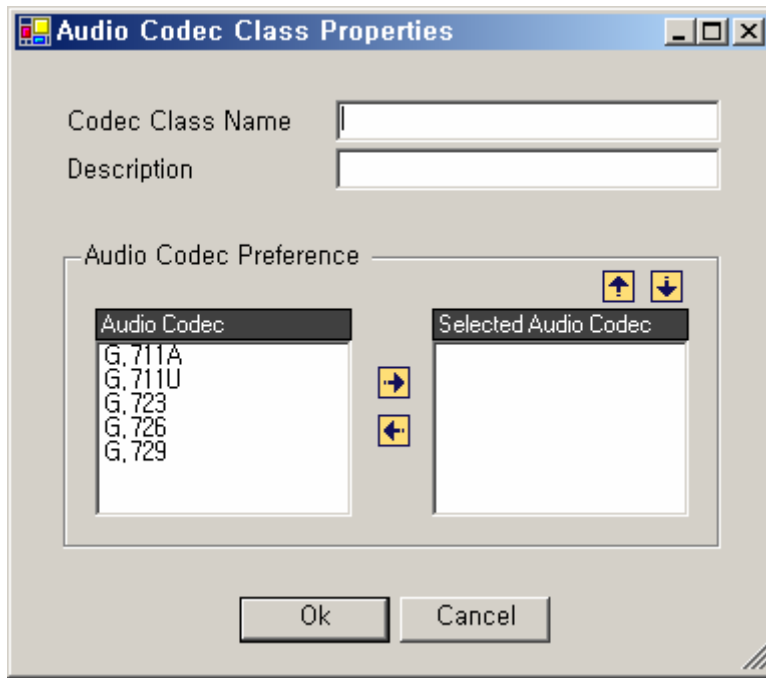 Audio Codec Class Properties
Codec Class Name
Description
Audio Codec Preference
Audio Codec
G.711A
G.711U
G.723
G.726
G.729
Selected Audio Codec
Ok
Cancel